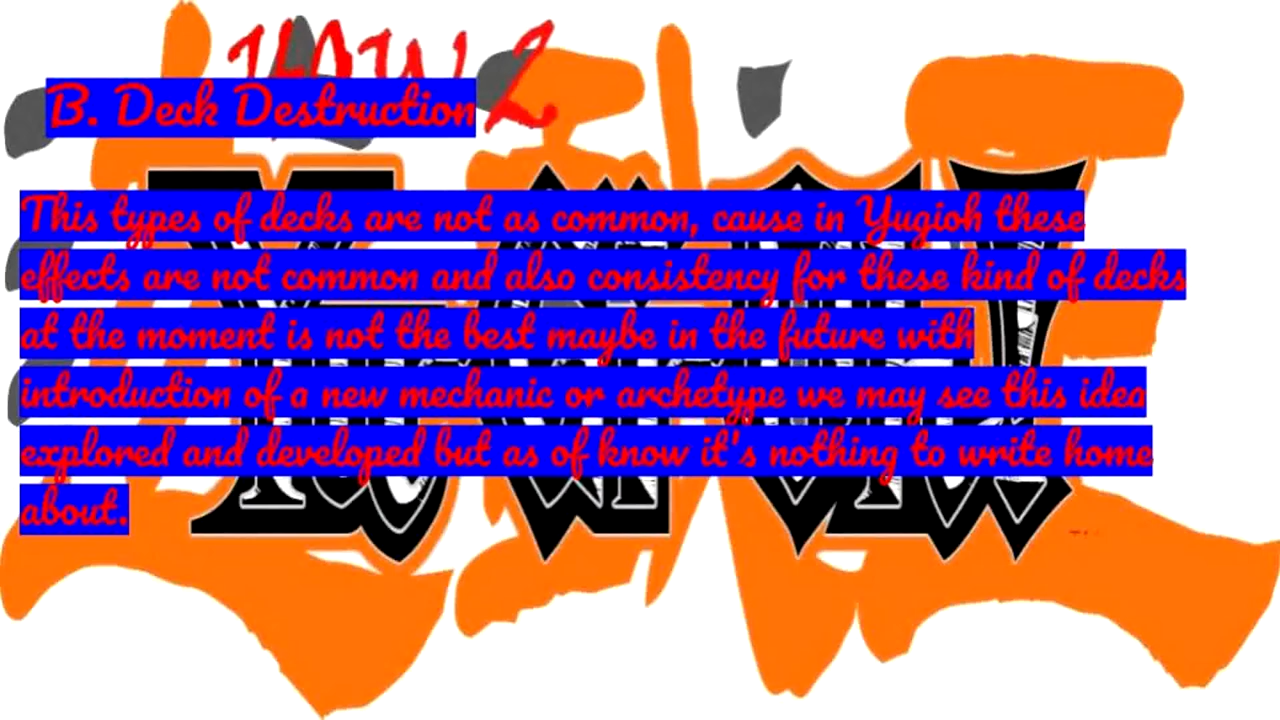 HOW 2
B. Deck Destruction
This types of decks are not as common, cause in Yugioh these
effects are not common and also consistency for these kind of decks
at the moment is not the best maybe in the future with
introduction of a new mechanic or archetype we may see this idea
explored and developed but as of know it's nothing to write home
about.